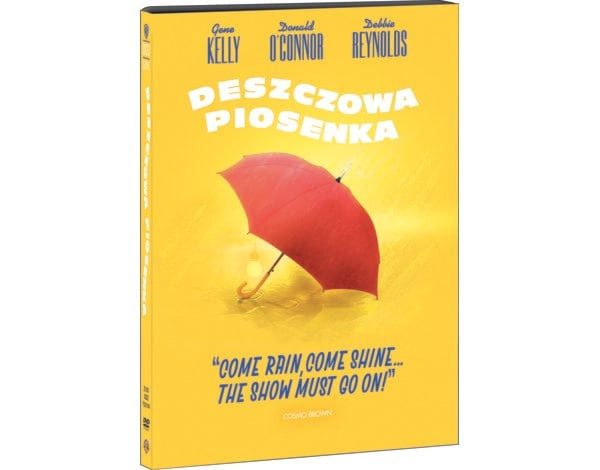 Gene
KELLY
Donald
O'CONNOR
Debbie
REYNOLDS
DESZCZOWA
PIOSENKA
"COME RAIN, COME SHINE...
THE SHOW MUST GO ON!"
COSMO BROWN
DESZCZOWA PIOSENKA
DVD